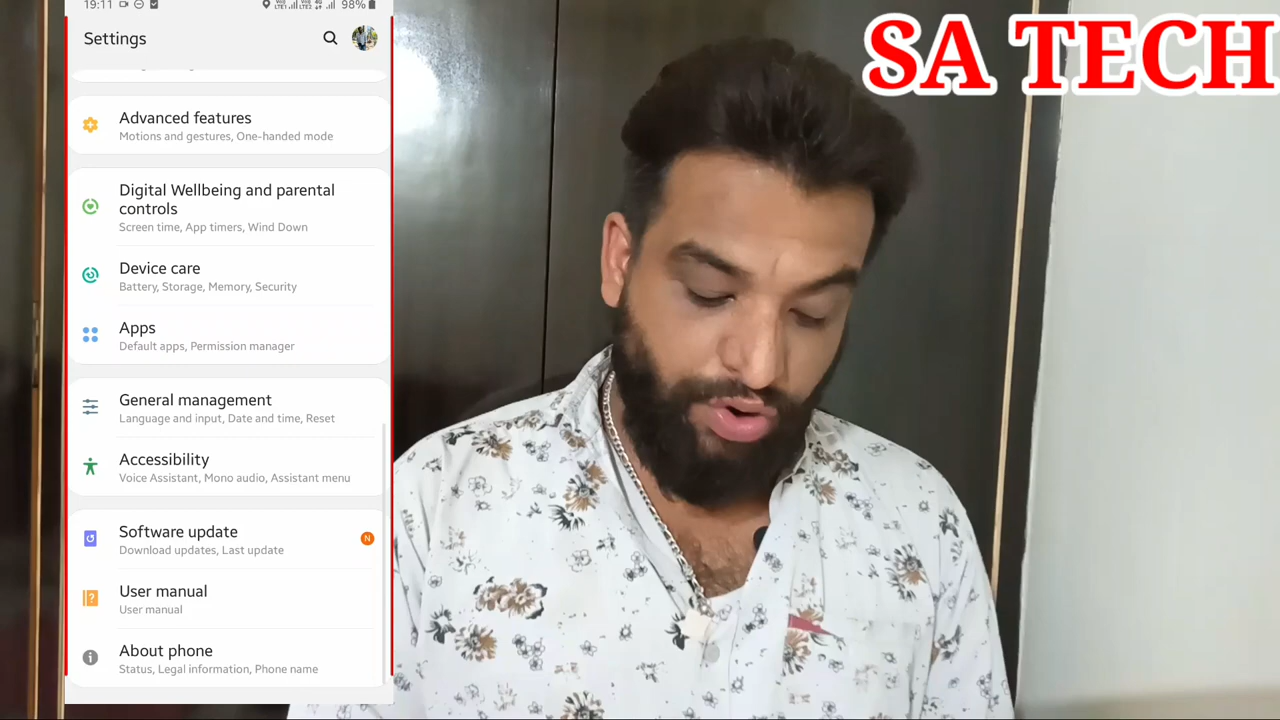 19:11
98%
SA TECH
Settings
Advanced features
Motions and gestures, One-handed mode
Digital Wellbeing and parental
controls
Screen time, App timers, Wind Down
Device care
Battery, Storage, Memory, Security
Apps
Default apps, Permission manager
General management
Language and input, Date and time, Reset
Accessibility
Voice Assistant, Mono audio, Assistant menu
Software update
N
Download updates, Last update
User manual
User manual
About phone
Status, Legal information, Phone name